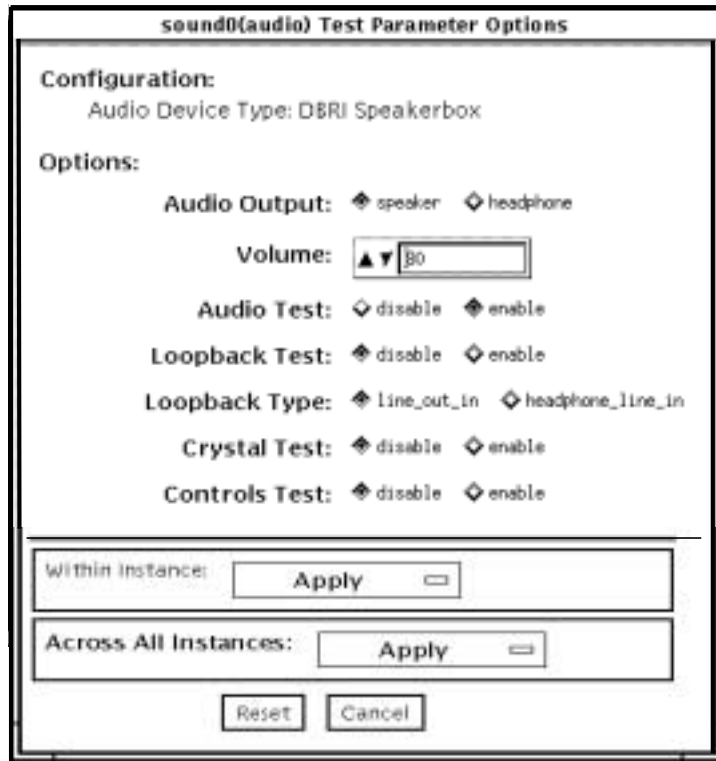 sound0(audio) Test Parameter Options
Configuration:
Audio Device Type: DBRI Speakerbox
Options:
Audio Output: speaker headphone
Volume: 80
Audio Test: disable enable
Loopback Test: disable enable
Loopback Type: line_out_in headphone_line_in
Crystal Test: disable enable
Controls Test: disable enable
Within Instance: Apply
Across All Instances: Apply
Reset Cancel